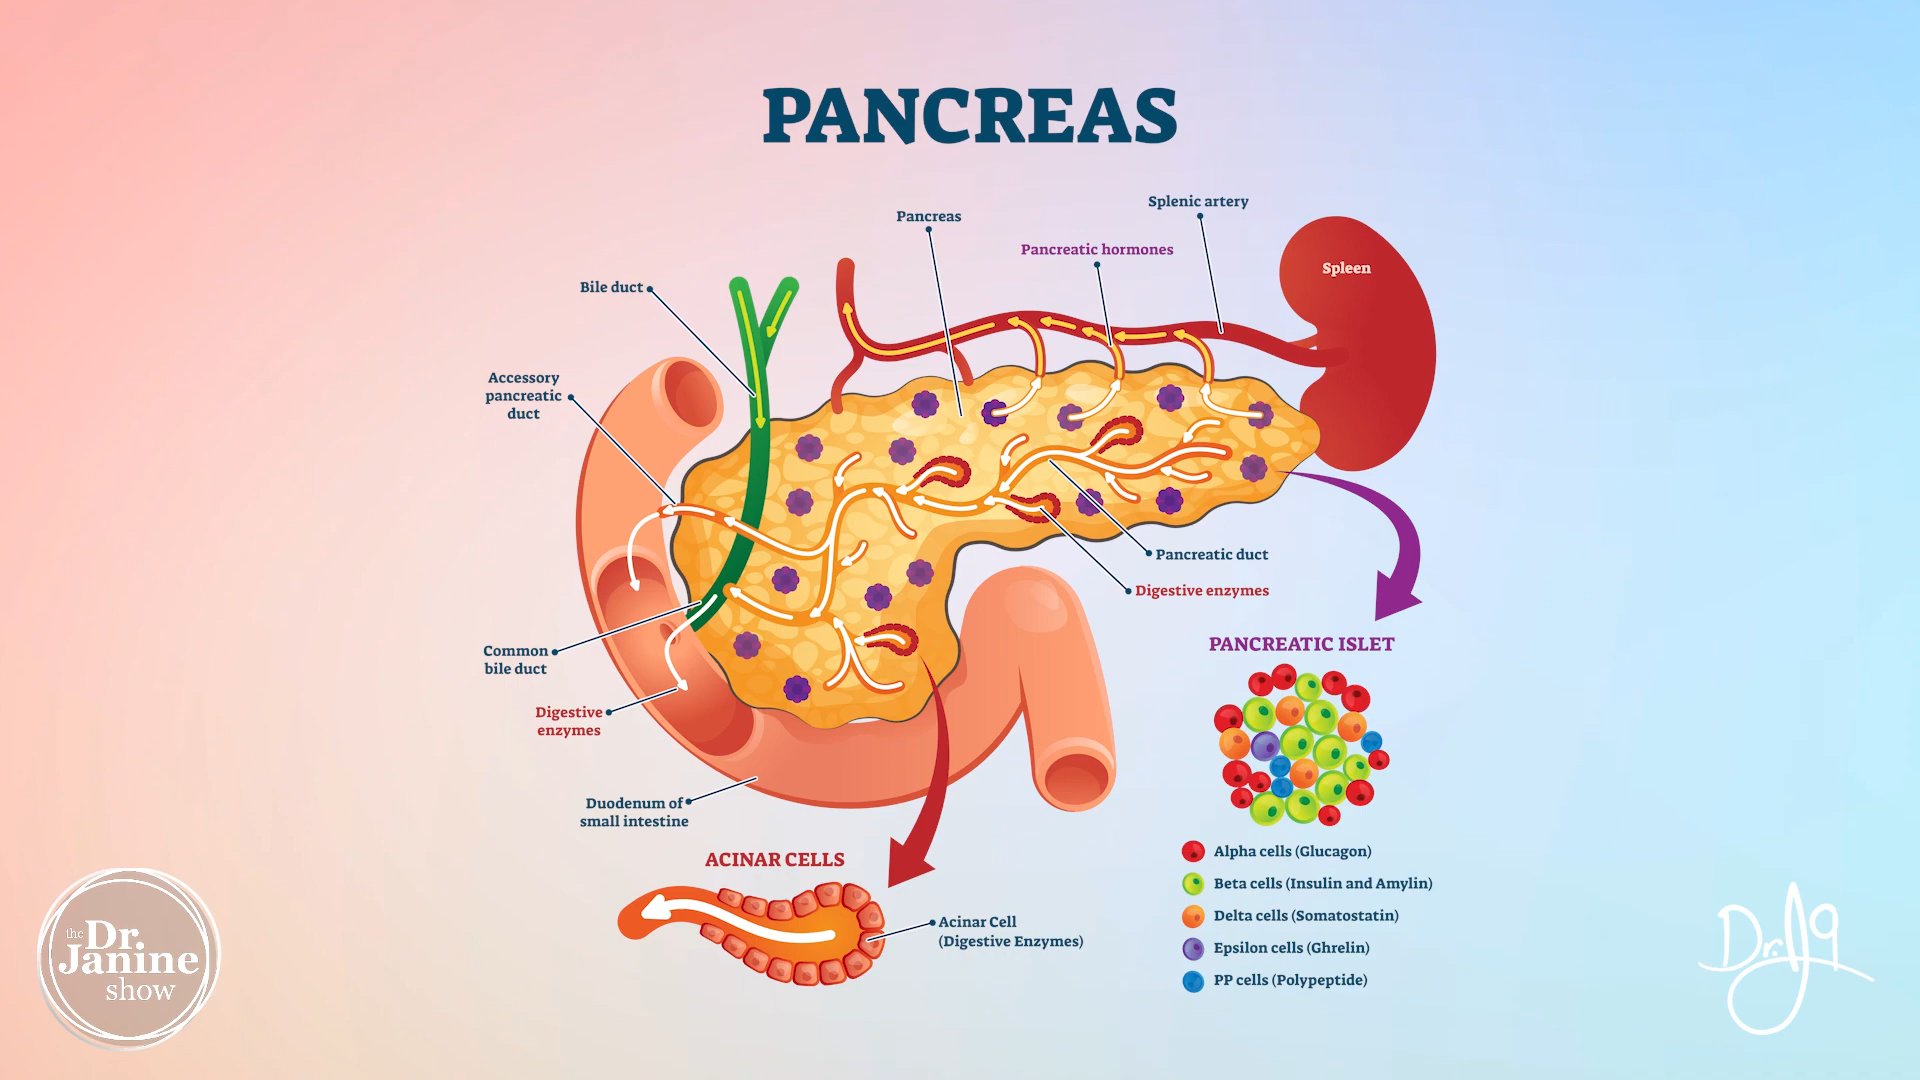 PANCREAS
Splenic artery
Pancreas
Pancreatic hormones
Spleen
Bile duct
Accessory
pancreatic
duct
Pancreatic duct
Digestive enzymes
PANCREATIC ISLET
Common
bile duct
Digestive
enzymes
Duodenum of
small intestine
ACINAR CELLS
Acinar Cell
(Digestive Enzymes)
Alpha cells (Glucagon)
Beta cells (Insulin and Amylin)
Delta cells (Somatostatin)
Epsilon cells (Ghrelin)
PP cells (Polypeptide)
the Dr.
Janine
show
Dr.